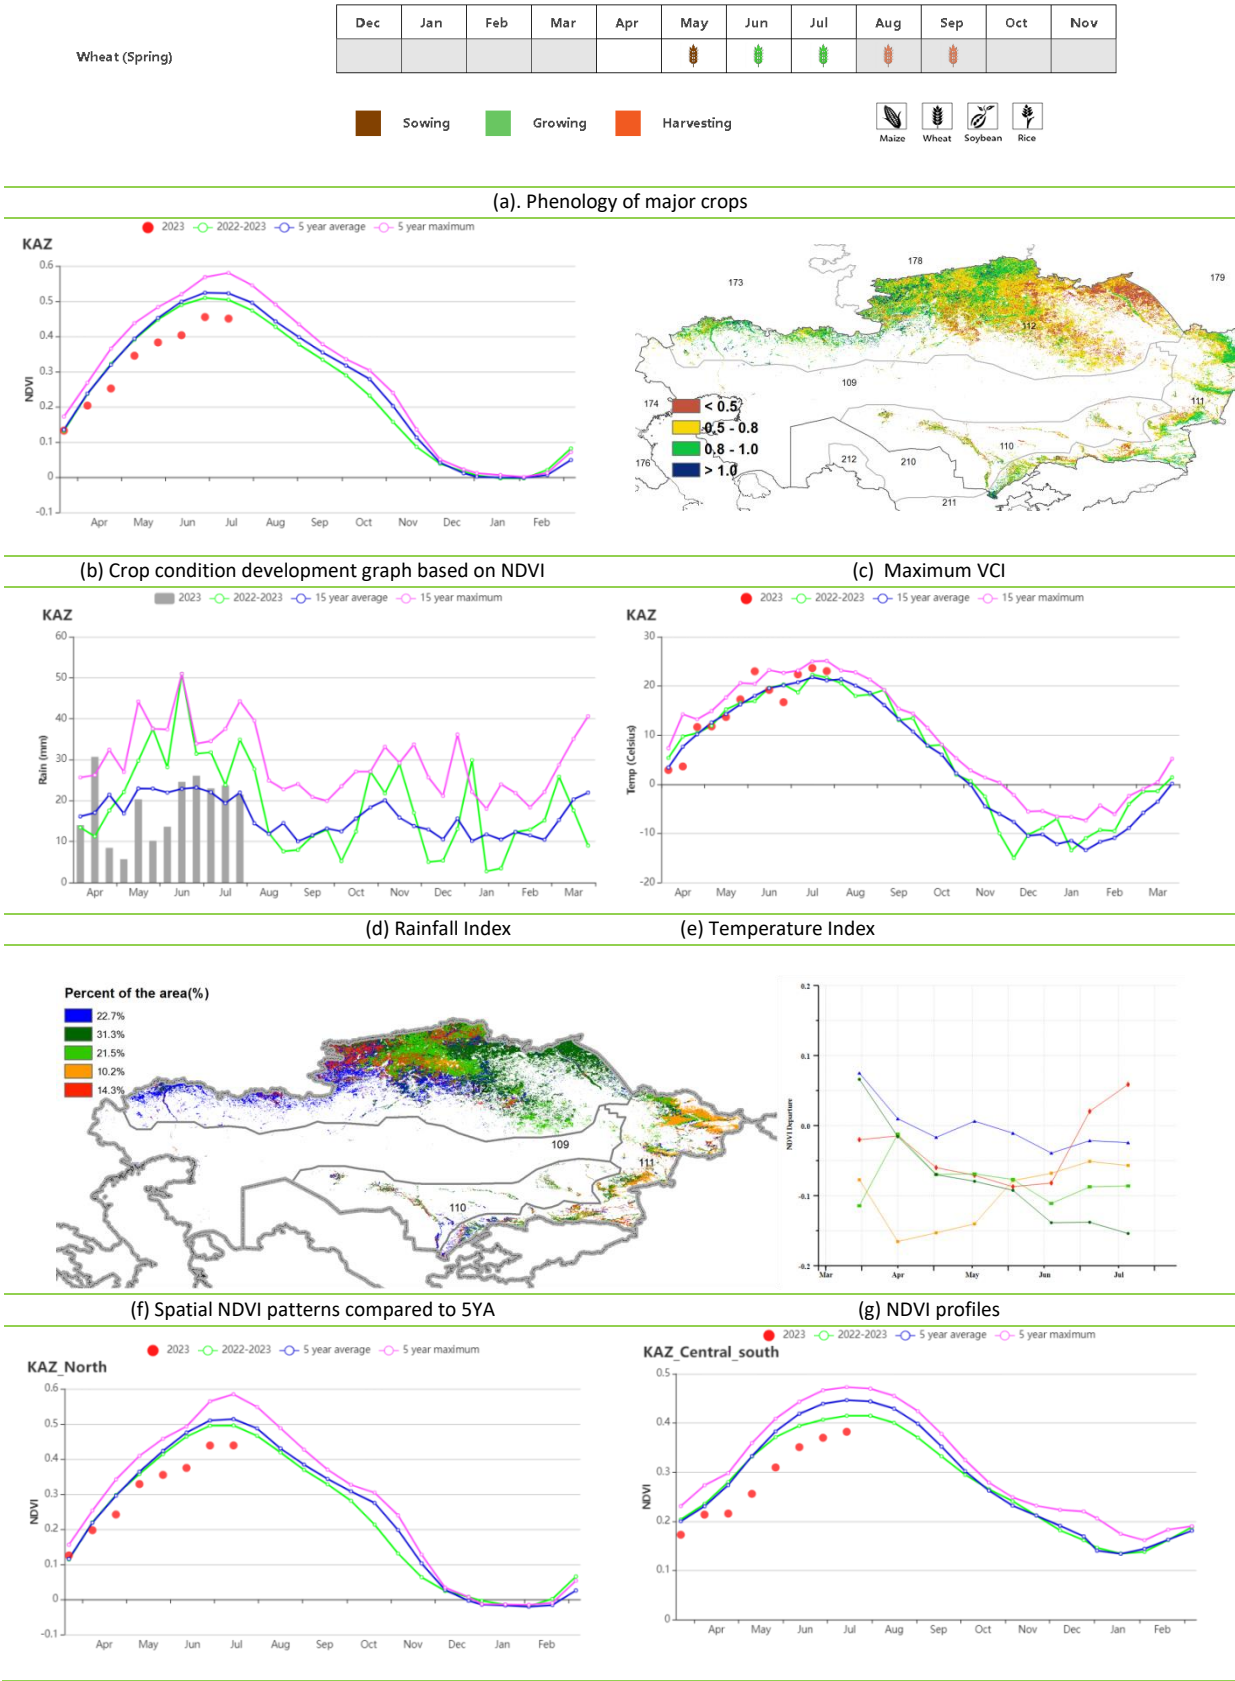 Dec Jan Feb Mar Apr May Jun Jul Aug Sep Oct Nov
Wheat (Spring)
Sowing Growing Harvesting
Maize Wheat Soybean Rice
(a). Phenology of major crops
2023 2022-2023 5 year average 5 year maximum
KAZ
NDVI
0.6
0.5
0.4
0.3
0.2
0.1
0
-0.1
Apr May Jun Jul Aug Sep Oct Nov Dec Jan Feb
178
173
179
112
109
174
111
110
176
212
210
211
< 0.5
0.5 - 0.8
0.8 - 1.0
> 1.0
(b) Crop condition development graph based on NDVI
(c) Maximum VCI
2023 2022-2023 15 year average 15 year maximum
KAZ
Rain (mm)
60
50
40
30
20
10
0
Apr May Jun Jul Aug Sep Oct Nov Dec Jan Feb Mar
2023 2022-2023 15 year average 15 year maximum
KAZ
Temp (Celsius)
30
20
10
0
-10
-20
Apr May Jun Jul Aug Sep Oct Nov Dec Jan Feb Mar
(d) Rainfall Index
(e) Temperature Index
Percent of the area(%)
22.7%
31.3%
21.5%
10.2%
14.3%
109
111
110
NDVI Departure
0.2
0.1
0.0
-0.1
-0.2
Mar Apr May Jun Jul
(f) Spatial NDVI patterns compared to 5YA
(g) NDVI profiles
2023 2022-2023 5 year average 5 year maximum
KAZ_North
NDVI
0.6
0.5
0.4
0.3
0.2
0.1
0
-0.1
Apr May Jun Jul Aug Sep Oct Nov Dec Jan Feb
2023 2022-2023 5 year average 5 year maximum
KAZ_Central_south
NDVI
0.5
0.4
0.3
0.2
0.1
0
Apr May Jun Jul Aug Sep Oct Nov Dec Jan Feb